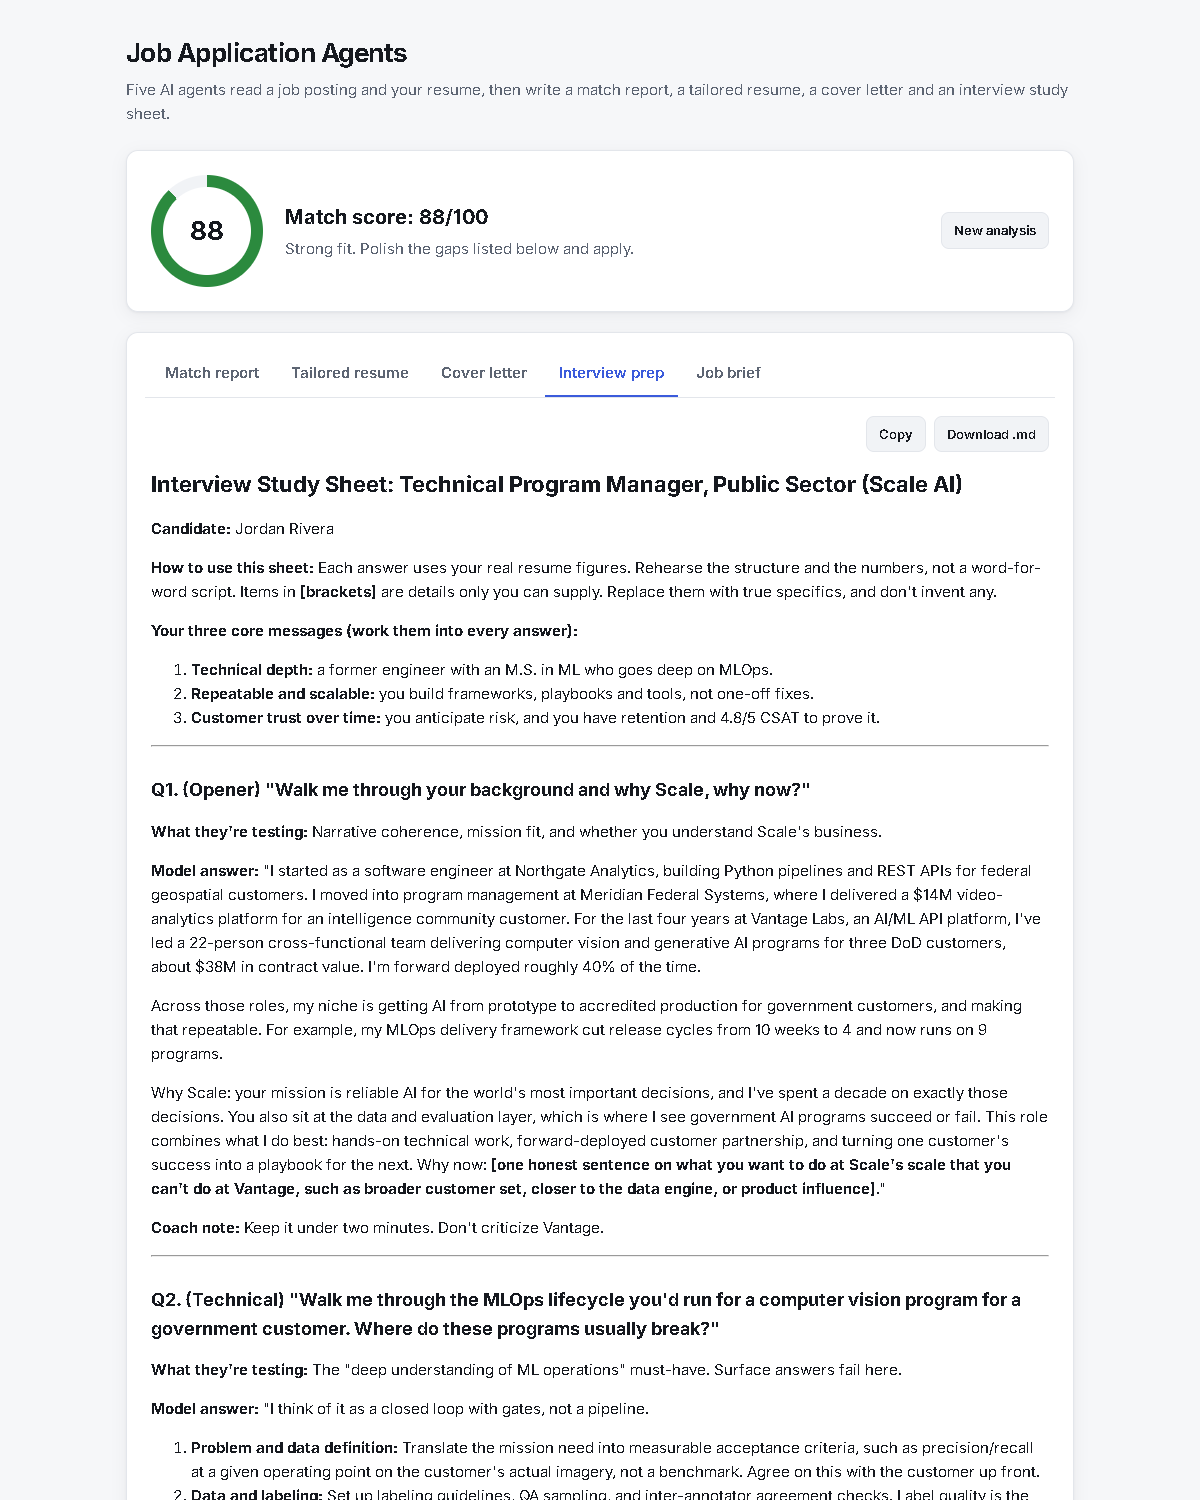 Job Application Agents
Five AI agents read a job posting and your resume, then write a match report, a tailored resume, a cover letter and an interview study
sheet.
88
Match score: 88/100
Strong fit. Polish the gaps listed below and apply.
New analysis
Match report
Tailored resume
Cover letter
Interview prep
Job brief
Copy
Download .md
Interview Study Sheet: Technical Program Manager, Public Sector (Scale AI)
Candidate: Jordan Rivera
How to use this sheet: Each answer uses your real resume figures. Rehearse the structure and the numbers, not a word-for-
word script. Items in [brackets] are details only you can supply. Replace them with true specifics, and don't invent any.
Your three core messages (work them into every answer):
1. Technical depth: a former engineer with an M.S. in ML who goes deep on MLOps.
2. Repeatable and scalable: you build frameworks, playbooks and tools, not one-off fixes.
3. Customer trust over time: you anticipate risk, and you have retention and 4.8/5 CSAT to prove it.
Q1. (Opener) "Walk me through your background and why Scale, why now?"
What they're testing: Narrative coherence, mission fit, and whether you understand Scale's business.
Model answer: "I started as a software engineer at Northgate Analytics, building Python pipelines and REST APIs for federal
geospatial customers. I moved into program management at Meridian Federal Systems, where I delivered a $14M video-
analytics platform for an intelligence community customer. For the last four years at Vantage Labs, an AI/ML API platform, I've
led a 22-person cross-functional team delivering computer vision and generative AI programs for three DoD customers,
about $38M in contract value. I'm forward deployed roughly 40% of the time.
Across those roles, my niche is getting AI from prototype to accredited production for government customers, and making
that repeatable. For example, my MLOps delivery framework cut release cycles from 10 weeks to 4 and now runs on 9
programs.
Why Scale: your mission is reliable AI for the world's most important decisions, and I've spent a decade on exactly those
decisions. You also sit at the data and evaluation layer, which is where I see government AI programs succeed or fail. This role
combines what I do best: hands-on technical work, forward-deployed customer partnership, and turning one customer's
success into a playbook for the next. Why now: [one honest sentence on what you want to do at Scale's scale that you
can't do at Vantage, such as broader customer set, closer to the data engine, or product influence]."
Coach note: Keep it under two minutes. Don't criticize Vantage.
Q2. (Technical) "Walk me through the MLOps lifecycle you'd run for a computer vision program for a
government customer. Where do these programs usually break?"
What they're testing: The "deep understanding of ML operations" must-have. Surface answers fail here.
Model answer: "I think of it as a closed loop with gates, not a pipeline.
1. Problem and data definition: Translate the mission need into measurable acceptance criteria, such as precision/recall
at a given operating point on the customer's actual imagery, not a benchmark. Agree on this with the customer up front.
2. Data and labeling: Set up labeling guidelines, QA sampling, and inter-annotator agreement checks. Label quality is the